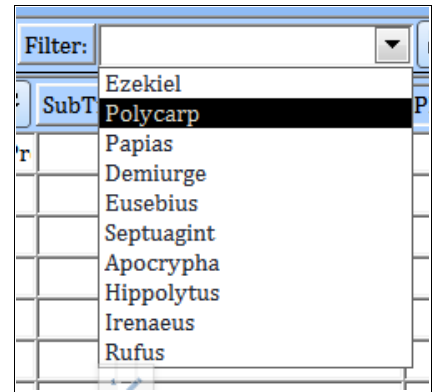 Filter:
Ezekiel
SubT
Polycarp
Papias
Demiurge
Eusebius
Septuagint
Apocrypha
Hippolytus
Irenaeus
Rufus